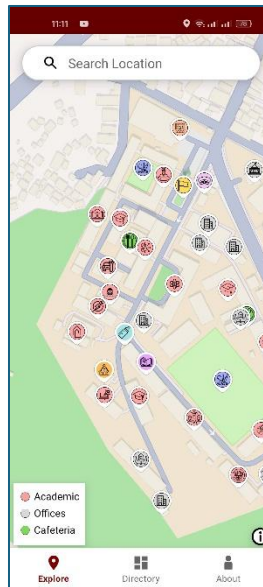 11:11
Search Location
Academic
Offices
Cafeteria
Explore
Directory
About